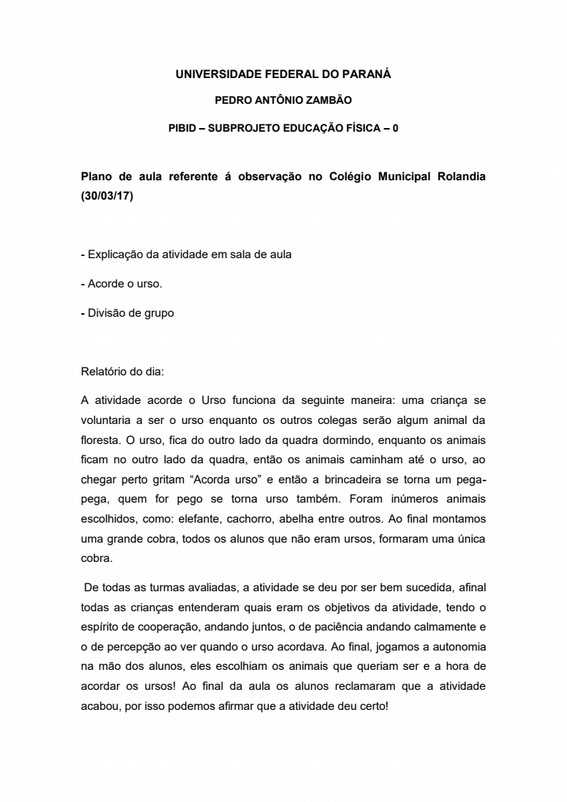 UNIVERSIDADE FEDERAL DO PARANÁ
PEDRO ANTÔNIO ZAMBÃO
PIBID – SUBPROJETO EDUCAÇÃO FÍSICA – 0
Plano de aula referente á observação no Colégio Municipal Rolandia
(30/03/17)
- Explicação da atividade em sala de aula
- Acorde o urso.
- Divisão de grupo
Relatório do dia:
A atividade acorde o Urso funciona da seguinte maneira: uma criança se
voluntaria a ser o urso enquanto os outros colegas serão algum animal da
floresta. O urso, fica do outro lado da quadra dormindo, enquanto os animais
ficam no outro lado da quadra, então os animais caminham até o urso, ao
chegar perto gritam “Acorda urso” e então a brincadeira se torna um pega-
pega, quem for pego se torna urso também. Foram inúmeros animais
escolhidos, como: elefante, cachorro, abelha entre outros. Ao final montamos
uma grande cobra, todos os alunos que não eram ursos, formaram uma única
cobra.
De todas as turmas avaliadas, a atividade se deu por ser bem sucedida, afinal
todas as crianças entenderam quais eram os objetivos da atividade, tendo o
espírito de cooperação, andando juntos, o de paciência andando calmamente e
o de percepção ao ver quando o urso acordava. Ao final, jogamos a autonomia
na mão dos alunos, eles escolhiam os animais que queriam ser e a hora de
acordar os ursos! Ao final da aula os alunos reclamaram que a atividade
acabou, por isso podemos afirmar que a atividade deu certo!